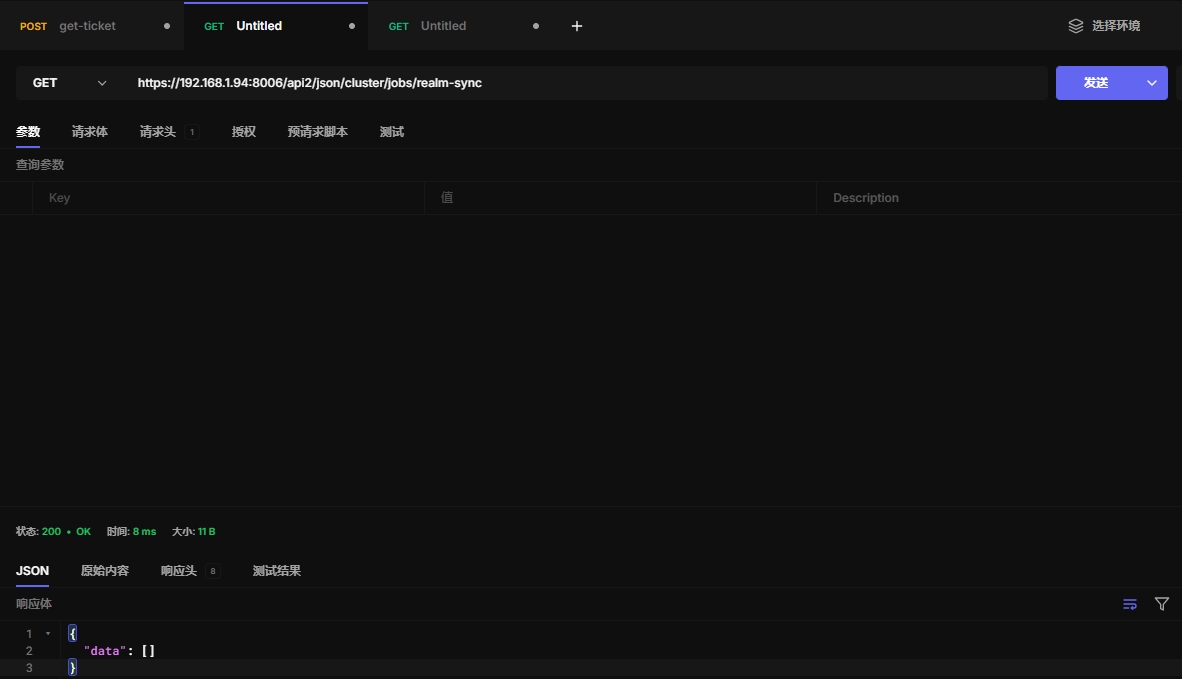 POST get-ticket GET Untitled GET Untitled + 选择环境
GET https://192.168.1.94:8006/api2/json/cluster/jobs/realm-sync 发送
参数 请求体 请求头 1 授权 预请求脚本 测试
查询参数
Key 值 Description
状态: 200 • OK 时间: 8 ms 大小: 11 B
JSON 原始内容 响应头 8 测试结果
响应体
1 {
2 "data": []
3 }